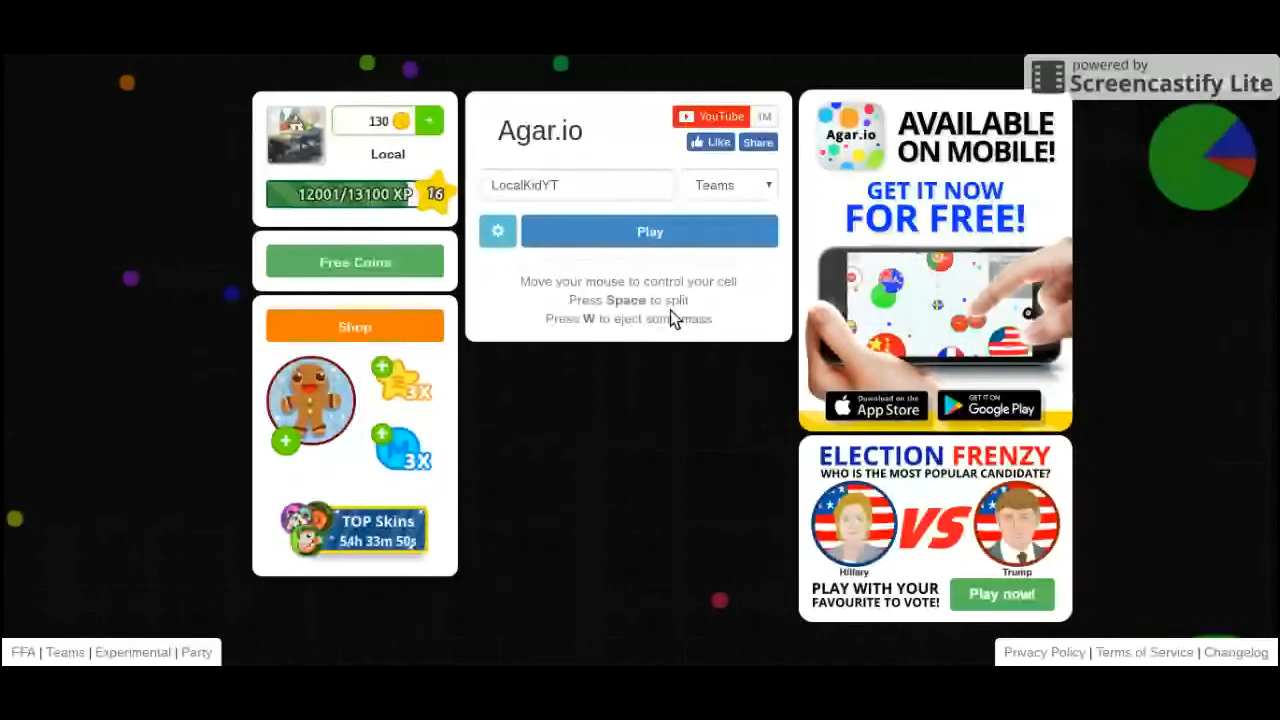 powered by
Screencastify Lite
130
Local
12001/13100 XP
16
Free Coins
Shop
3X
3X
TOP Skins
54h 33m 50s
Agar.io
YouTube
1M
Like
Share
LocalKidYT
Teams
Play
Move your mouse to control your cell
Press Space to split
Press W to eject some mass
Agar.io
AVAILABLE
ON MOBILE!
GET IT NOW
FOR FREE!
Download on the
App Store
GET IT ON
Google Play
ELECTION FRENZY
WHO IS THE MOST POPULAR CANDIDATE?
VS
Hillary
Trump
PLAY WITH YOUR
FAVOURITE TO VOTE!
Play now!
FFA | Teams | Experimental | Party
Privacy Policy | Terms of Service | Changelog